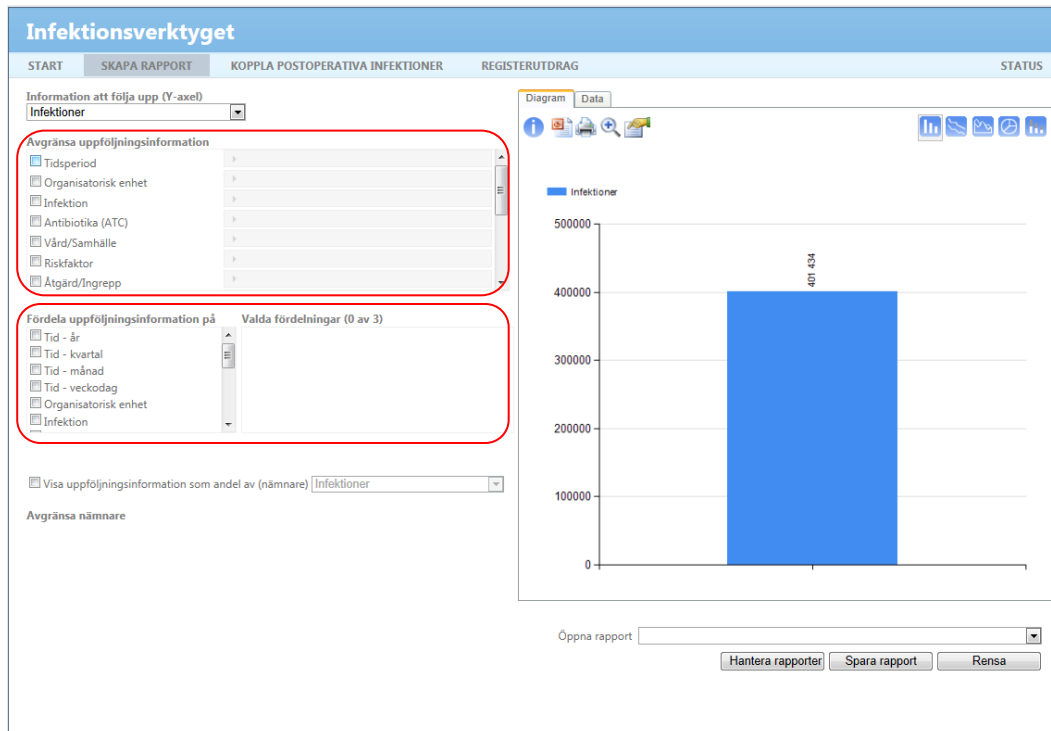 Infektionsverktyget
START SKAPA RAPPORT KOPPLA POSTOPERATIVA INFEKTIONER REGISTERUTDRAG STATUS
Information att följa upp (Y-axel)
Infektioner
Avgränsa uppföljningsinformation
Tidsperiod
Organisatorisk enhet
Infektion
Antibiotika (ATC)
Vård/Samhälle
Riskfaktor
Åtgärd/Ingrepp
Fördela uppföljningsinformation på Valda fördelningar (0 av 3)
Tid - år
Tid - kvartal
Tid - månad
Tid - veckodag
Organisatorisk enhet
Infektion
Visa uppföljningsinformation som andel av (nämnare) Infektioner
Avgränsa nämnare
Diagram Data
Infektioner
500000
401 434
400000
300000
200000
100000
0
Öppna rapport
Hantera rapporter Spara rapport Rensa